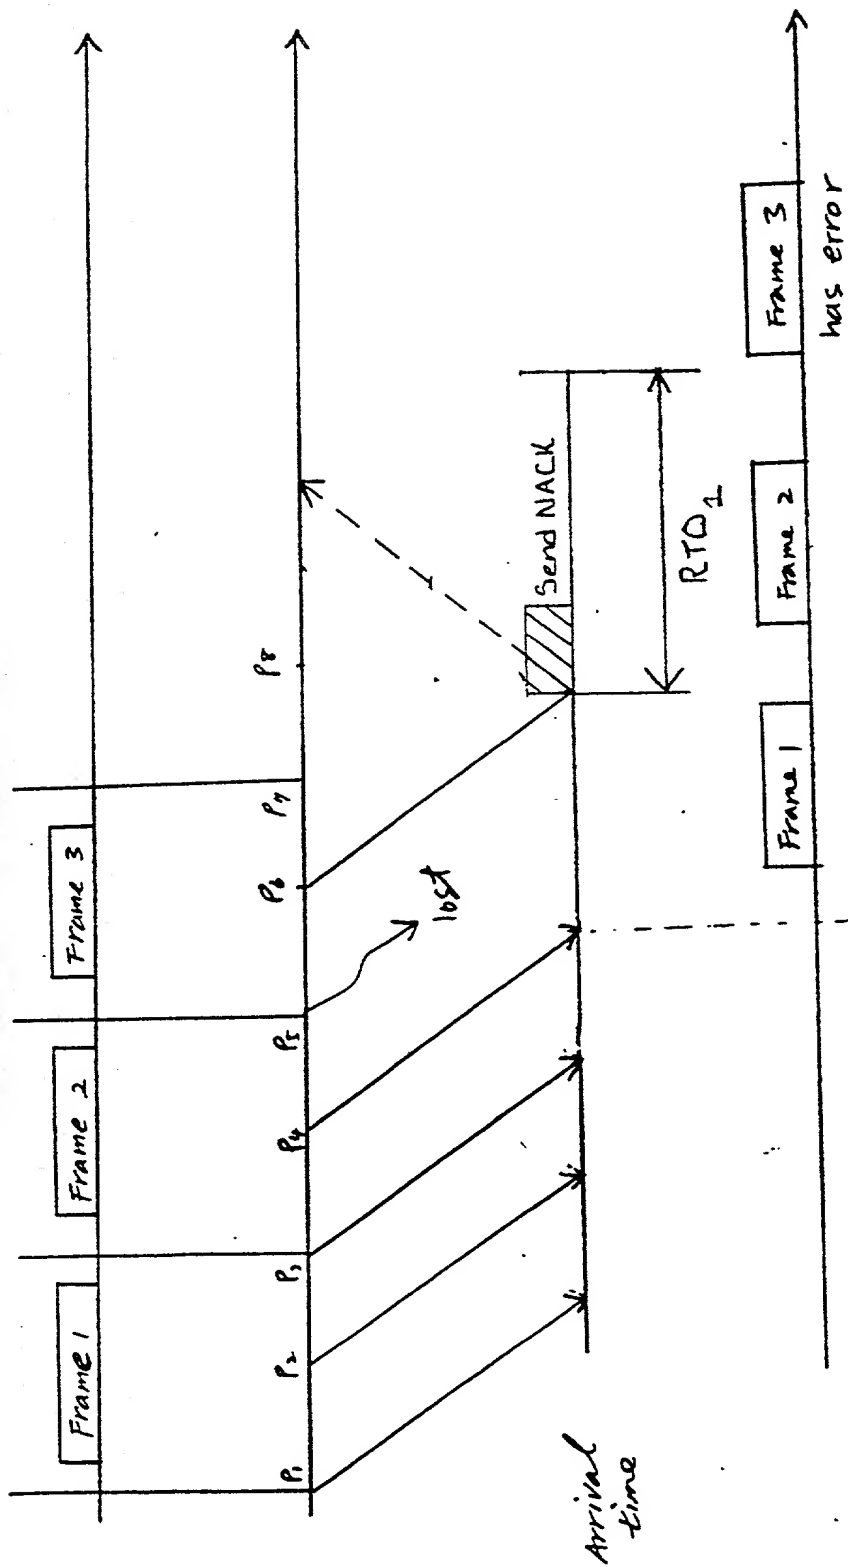 Frame 1
Frame 2
Frame 3
P1
P2
P3
P4
P5
P6
P7
P8
lost
Arrival
time
Send NACK
RTD1
Frame 1
Frame 2
Frame 3
has error